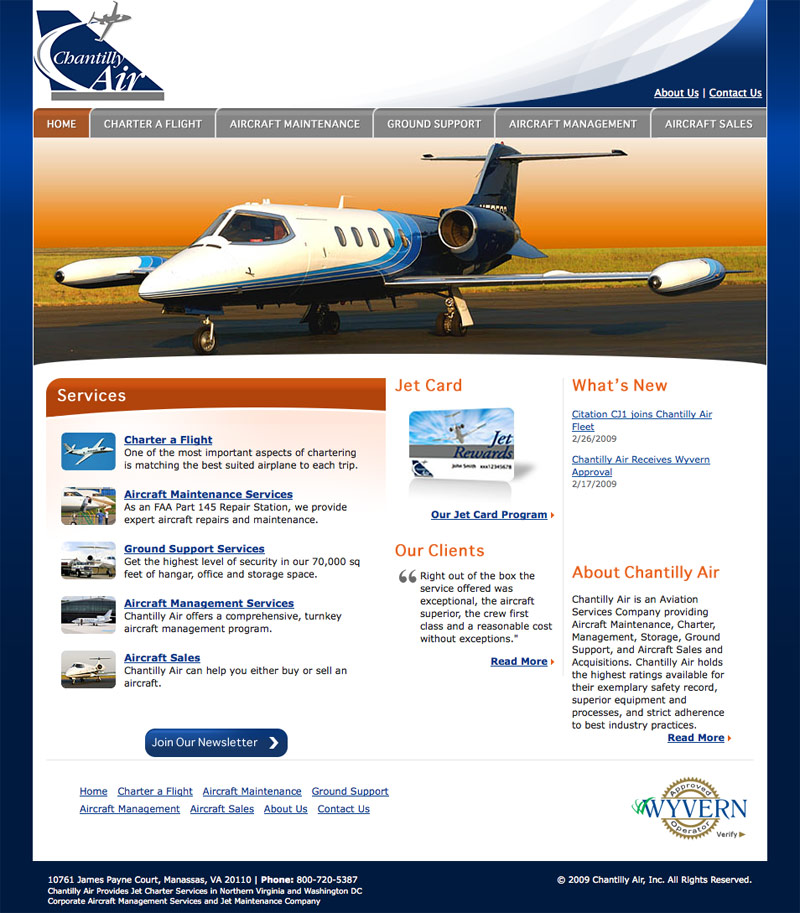 Chantilly
Air
About Us | Contact Us
HOME
CHARTER A FLIGHT
AIRCRAFT MAINTENANCE
GROUND SUPPORT
AIRCRAFT MANAGEMENT
AIRCRAFT SALES
Services
Charter a Flight
One of the most important aspects of chartering
is matching the best suited airplane to each trip.
Aircraft Maintenance Services
As an FAA Part 145 Repair Station, we provide
expert aircraft repairs and maintenance.
Ground Support Services
Get the highest level of security in our 70,000 sq
feet of hangar, office and storage space.
Aircraft Management Services
Chantilly Air offers a comprehensive, turnkey
aircraft management program.
Aircraft Sales
Chantilly Air can help you either buy or sell an
aircraft.
Join Our Newsletter
Jet Card
Jet
Rewards
John Smith xxx12345678
Our Jet Card Program
Our Clients
“ Right out of the box the
service offered was
exceptional, the aircraft
superior, the crew first
class and a reasonable cost
without exceptions."
Read More
What's New
Citation CJ1 joins Chantilly Air
Fleet
2/26/2009
Chantilly Air Receives Wyvern
Approval
2/17/2009
About Chantilly Air
Chantilly Air is an Aviation
Services Company providing
Aircraft Maintenance, Charter,
Management, Storage, Ground
Support, and Aircraft Sales and
Acquisitions. Chantilly Air holds
the highest ratings available for
their exemplary safety record,
superior equipment and
processes, and strict adherence
to best industry practices.
Read More
Home Charter a Flight Aircraft Maintenance Ground Support
Aircraft Management Aircraft Sales About Us Contact Us
Approved
WYVERN
Operator
Verify
10761 James Payne Court, Manassas, VA 20110 | Phone: 800-720-5387
Chantilly Air Provides Jet Charter Services in Northern Virginia and Washington DC
Corporate Aircraft Management Services and Jet Maintenance Company
© 2009 Chantilly Air, Inc. All Rights Reserved.